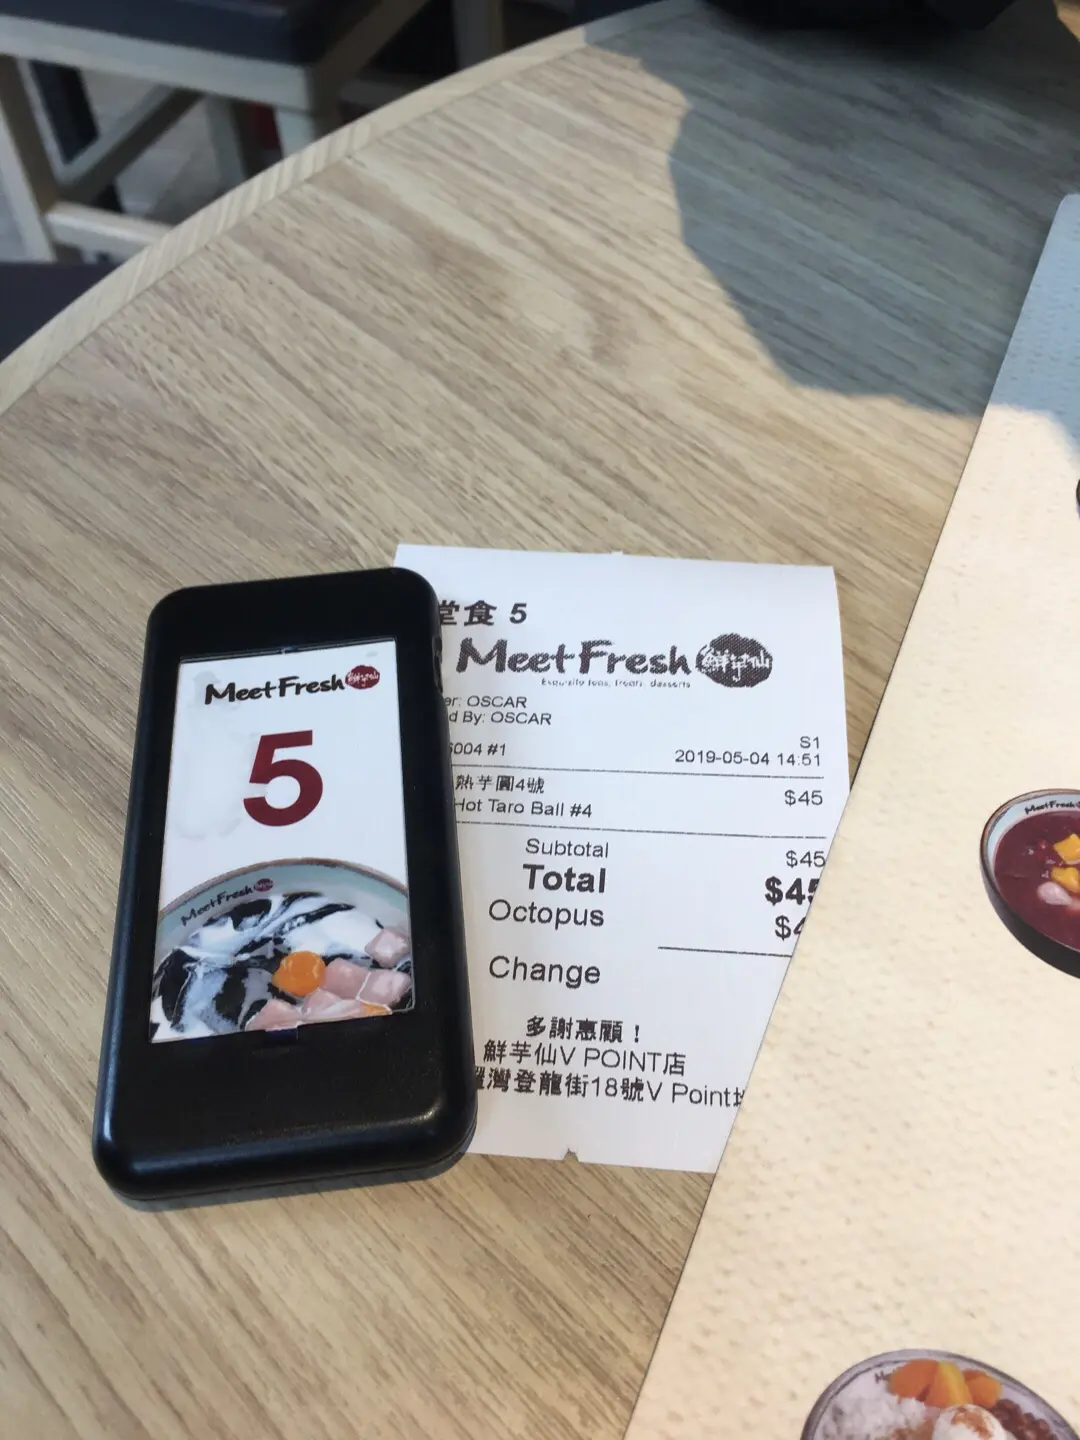 MeetFresh
5
MeetFresh
堂食 5
MeetFresh 鮮芋仙
OSCAR
By: OSCAR
#1
S1
2019-05-04 14:51
熱芋圓4號
$45
Hot Taro Ball #4
Subtotal
$45
Total
$45
Octopus
$4
Change
多謝惠顧！
鮮芋仙V POINT店
灣登龍街18號V Point
MeetFresh